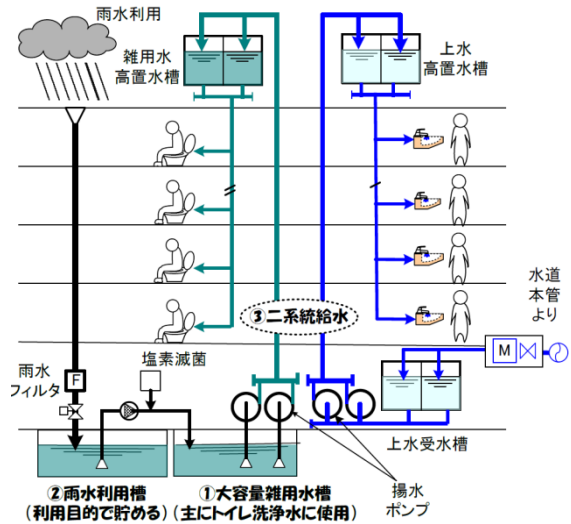 雨水利用
雑用水
高置水槽
上水
高置水槽
③二系統給水
水道
本管
より
M
塩素滅菌
雨水
フィルタ
F
上水受水槽
揚水
ポンプ
②雨水利用槽
(利用目的で貯める)
①大容量雑用水槽
(主にトイレ洗浄水に使用)